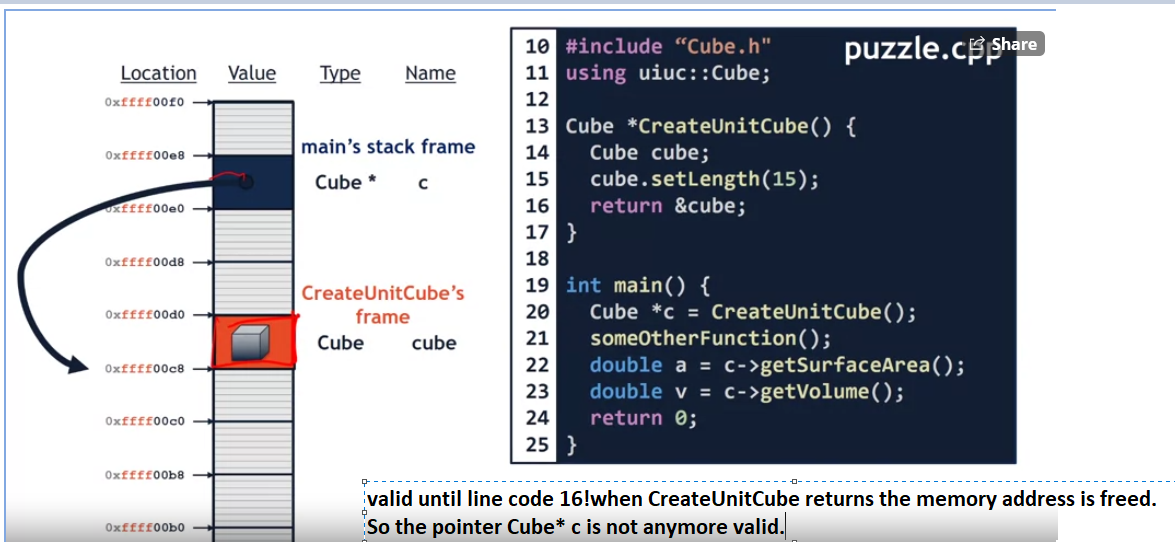 Location Value Type Name
0xffff00f0
main's stack frame
0xffff00e8
Cube * c
0xffff00e0
0xffff00d8
CreateUnitCube's
0xffff00d0
frame
Cube cube
0xffff00c8
0xffff00c0
0xffff00b8
0xffff00b0
puzzle.cpp
Share
10 #include “Cube.h"
11 using uiuc::Cube;
12
13 Cube *CreateUnitCube() {
14 Cube cube;
15 cube.setLength(15);
16 return &cube;
17 }
18
19 int main() {
20 Cube *c = CreateUnitCube();
21 someOtherFunction();
22 double a = c->getSurfaceArea();
23 double v = c->getVolume();
24 return 0;
25 }
valid until line code 16!when CreateUnitCube returns the memory address is freed.
So the pointer Cube* c is not anymore valid.